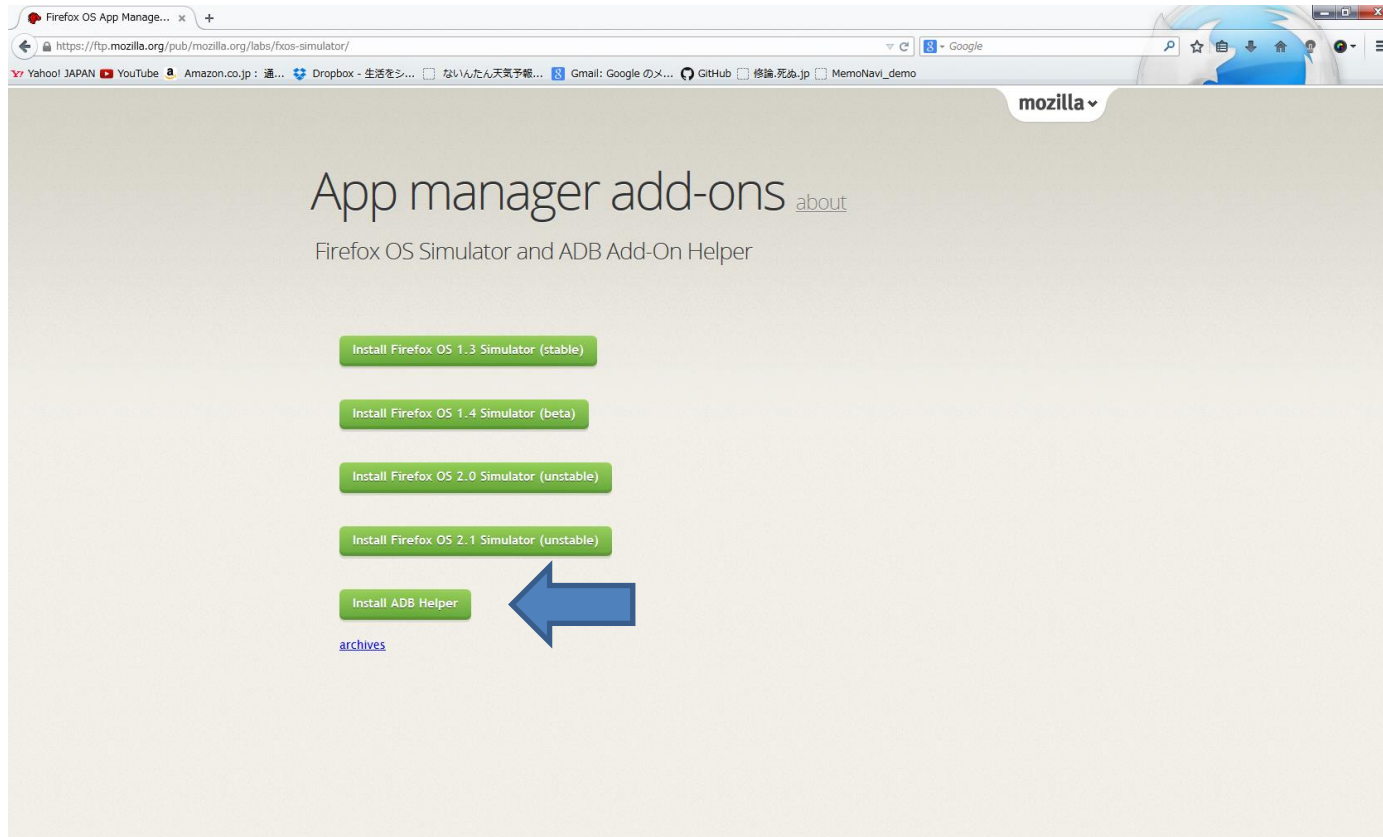 Firefox OS App Manage...
https://ftp.mozilla.org/pub/mozilla.org/labs/fxos-simulator/
Google
Yahoo! JAPAN YouTube Amazon.co.jp : 通... Dropbox - 生活をシ... ないんたん天気予報... Gmail: Google のメ... GitHub 修論.死ぬ.jp MemoNavi_demo
mozilla
App manager add-ons about
Firefox OS Simulator and ADB Add-On Helper
Install Firefox OS 1.3 Simulator (stable)
Install Firefox OS 1.4 Simulator (beta)
Install Firefox OS 2.0 Simulator (unstable)
Install Firefox OS 2.1 Simulator (unstable)
Install ADB Helper
archives